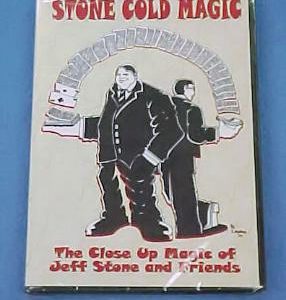 STONE COLD MAGIC
The Close Up Magic of
Jeff Stone and Friends